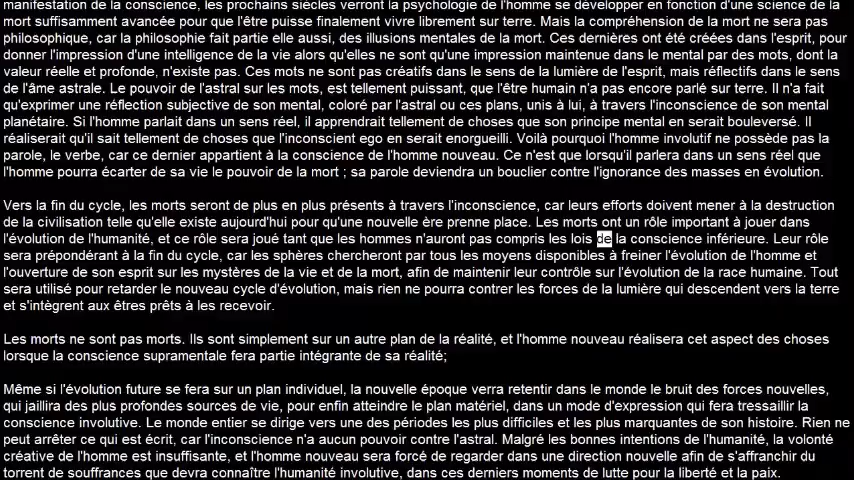 manifestation de la conscience, les prochains siècles verront la psychologie de l'homme se développer en fonction d'une science de la
mort suffisamment avancée pour que l'être puisse finalement vivre librement sur terre. Mais la compréhension de la mort ne sera pas
philosophique, car la philosophie fait partie elle aussi, des illusions mentales de la mort. Ces dernières ont été créées dans l'esprit, pour
donner l'impression d'une intelligence de la vie alors qu'elles ne sont qu'une impression maintenue dans le mental par des mots, dont la
valeur réelle et profonde, n'existe pas. Ces mots ne sont pas créatifs dans le sens de la lumière de l'esprit, mais réflectifs dans le sens
de l'âme astrale. Le pouvoir de l'astral sur les mots, est tellement puissant, que l'être humain n'a pas encore parlé sur terre. Il n'a fait
qu'exprimer une réflection subjective de son mental, coloré par l'astral ou ces plans, unis à lui, à travers l'inconscience de son mental
planétaire. Si l'homme parlait dans un sens réel, il apprendrait tellement de choses que son principe mental en serait bouleversé. Il
réaliserait qu'il sait tellement de choses que l'inconscient ego en serait enorgueilli. Voilà pourquoi l'homme involutif ne possède pas la
parole, le verbe, car ce dernier appartient à la conscience de l'homme nouveau. Ce n'est que lorsqu'il parlera dans un sens réel que
l'homme pourra écarter de sa vie le pouvoir de la mort ; sa parole deviendra un bouclier contre l'ignorance des masses en évolution.
Vers la fin du cycle, les morts seront de plus en plus présents à travers l'inconscience, car leurs efforts doivent mener à la destruction
de la civilisation telle qu'elle existe aujourd'hui pour qu'une nouvelle ère prenne place. Les morts ont un rôle important à jouer dans
l'évolution de l'humanité, et ce rôle sera joué tant que les hommes n'auront pas compris les lois de la conscience inférieure. Leur rôle
sera prépondérant à la fin du cycle, car les sphères chercheront par tous les moyens disponibles à freiner l'évolution de l'homme et
l'ouverture de son esprit sur les mystères de la vie et de la mort, afin de maintenir leur contrôle sur l'évolution de la race humaine. Tout
sera utilisé pour retarder le nouveau cycle d'évolution, mais rien ne pourra contrer les forces de la lumière qui descendent vers la terre
et s'intègrent aux êtres prêts à les recevoir.
Les morts ne sont pas morts. Ils sont simplement sur un autre plan de la réalité, et l'homme nouveau réalisera cet aspect des choses
lorsque la conscience supramentale fera partie intégrante de sa réalité;
Même si l'évolution future se fera sur un plan individuel, la nouvelle époque verra retentir dans le monde le bruit des forces nouvelles,
qui jaillira des plus profondes sources de vie, pour enfin atteindre le plan matériel, dans un mode d'expression qui fera tressaillir la
conscience involutive. Le monde entier se dirige vers une des périodes les plus difficiles et les plus marquantes de son histoire. Rien ne
peut arrêter ce qui est écrit, car l'inconscience n'a aucun pouvoir contre l'astral. Malgré les bonnes intentions de l'humanité, la volonté
créative de l'homme est insuffisante, et l'homme nouveau sera forcé de regarder dans une direction nouvelle afin de s'affranchir du
torrent de souffrances que devra connaître l'humanité involutive, dans ces derniers moments de lutte pour la liberté et la paix.